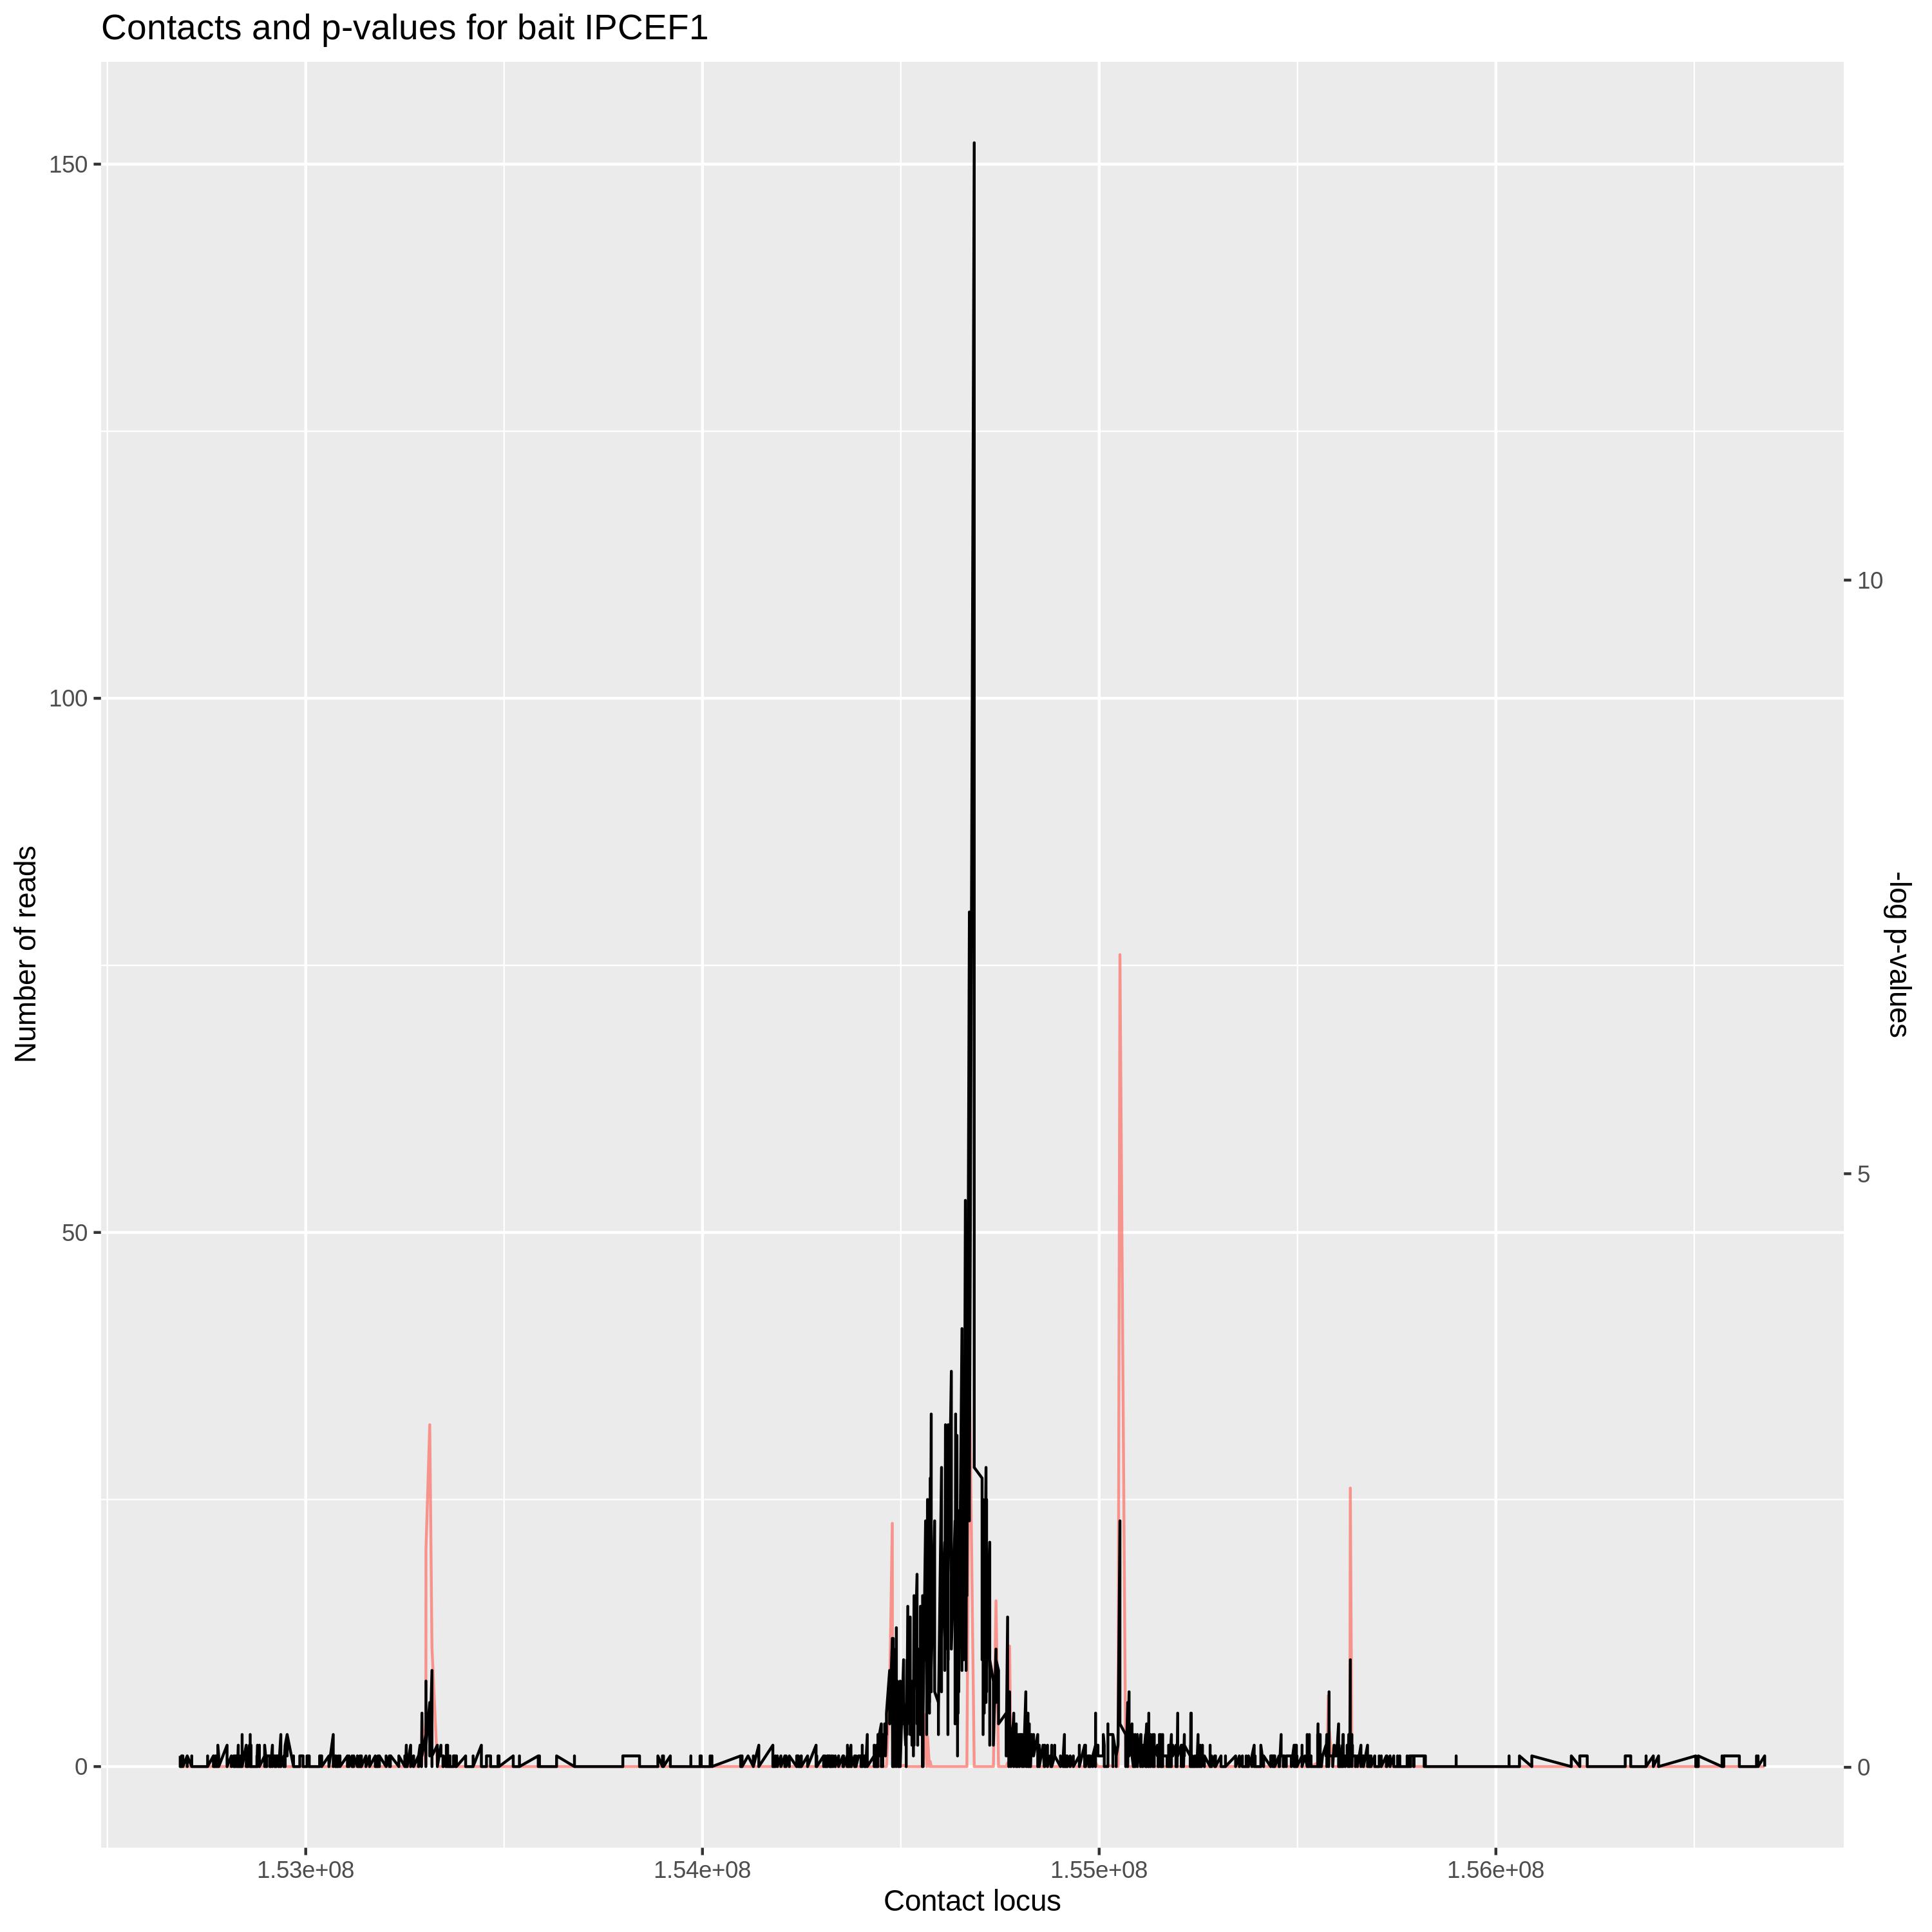 Contacts and p-values for bait IPCEF1
150
100
50
0
Number of reads
10
5
0
-log p-values
1.53e+08
1.54e+08
1.55e+08
1.56e+08
Contact locus